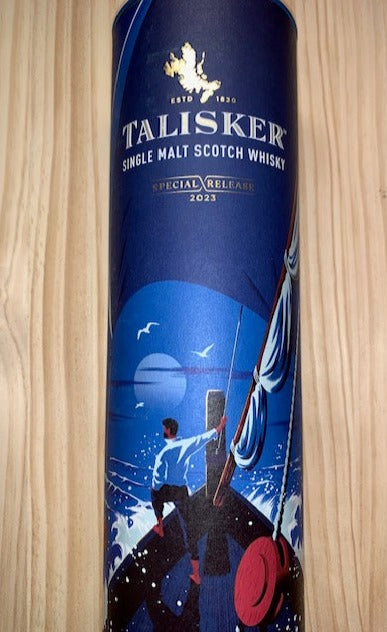 ESTD 1830
TALISKER
SINGLE MALT SCOTCH WHISKY
SPECIAL RELEASE
2023